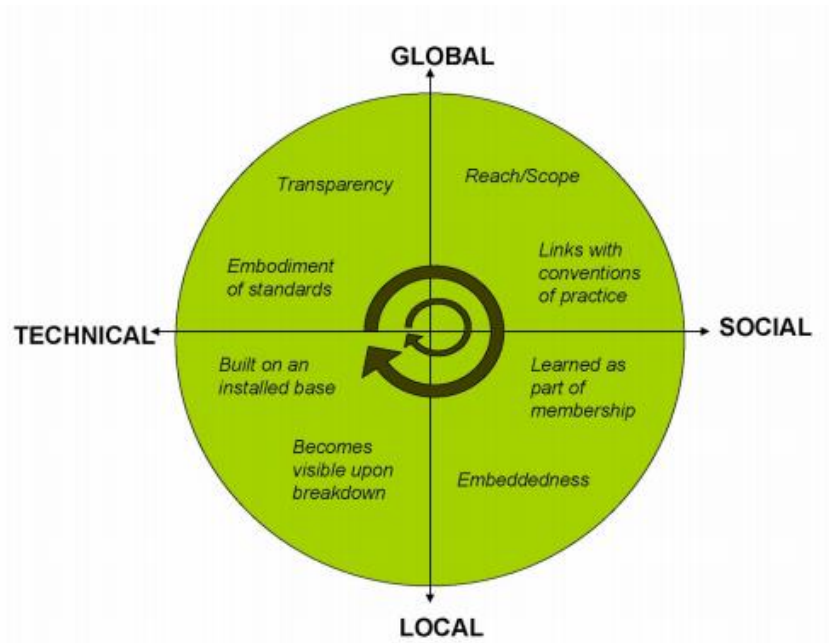 GLOBAL
Transparency
Reach/Scope
Embodiment
of standards
Links with
conventions
of practice
TECHNICAL
SOCIAL
Built on an
installed base
Learned as
part of
membership
Becomes
visible upon
breakdown
Embeddedness
LOCAL